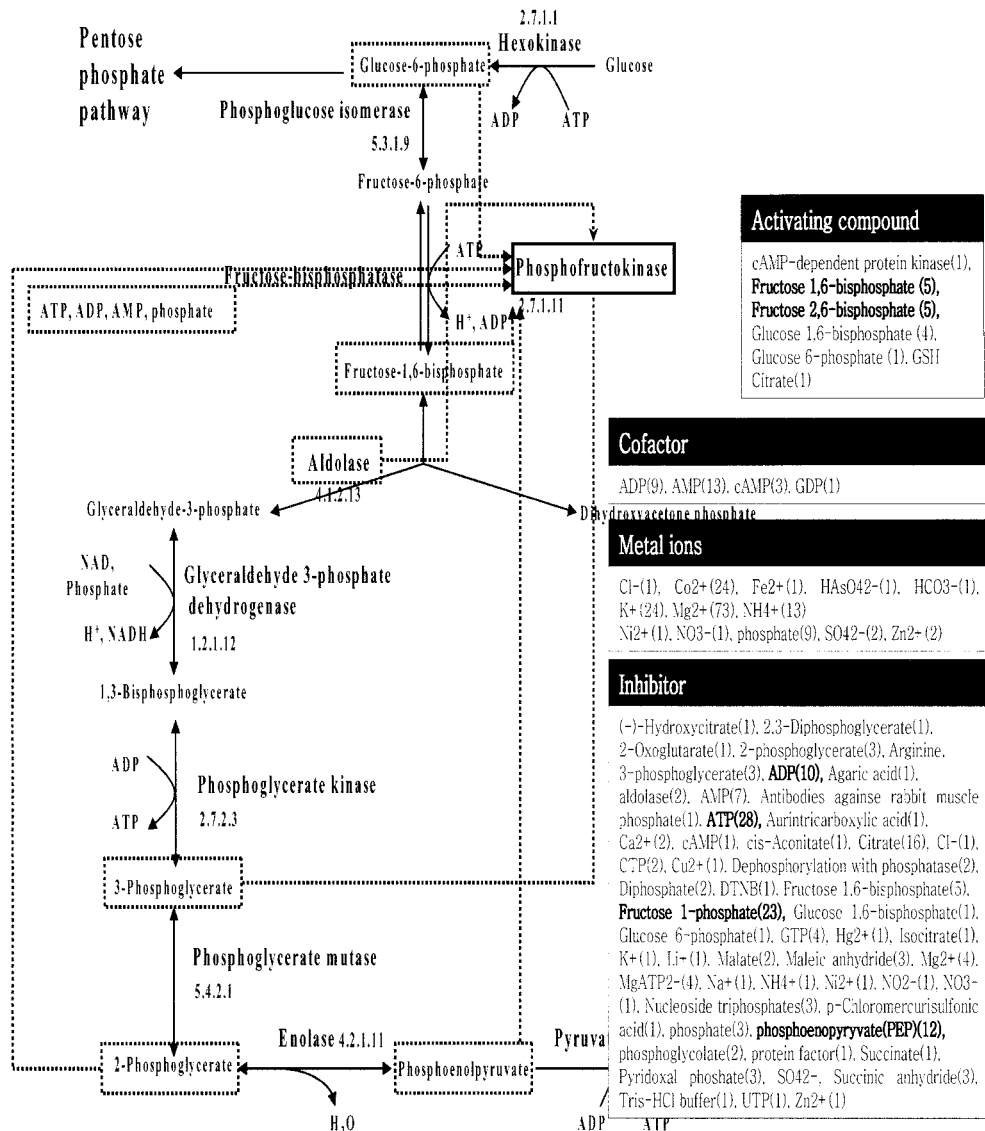 2.7.1.1
Hexokinase
Pentose
phosphate
pathway
Glucose-6-phosphate
Glucose
ADP
ATP
Phosphoglucose isomerase
5.3.1.9
Fructose-6-phosphate
ATP
Fructose-bisphosphatase
Phosphofructokinase
2.7.1.11
ATP, ADP, AMP, phosphate
H+, ADP
Fructose-1,6-bisphosphate
Aldolase
4.1.2.13
Glyceraldehyde-3-phosphate
Dihydroxyacetone phosphate
NAD,
Phosphate
Glyceraldehyde 3-phosphate
dehydrogenase
H+, NADH
1.2.1.12
1,3-Bisphosphoglycerate
ADP
Phosphoglycerate kinase
ATP
2.7.2.3
3-Phosphoglycerate
Phosphoglycerate mutase
5.4.2.1
Enolase 4.2.1.11
2-Phosphoglycerate
Phosphoenolpyruvate
H2O
ADP
ATP
Activating compound
cAMP-dependent protein kinase(1),
Fructose 1,6-bisphosphate (5),
Fructose 2,6-bisphosphate (5),
Glucose 1,6-bisphosphate (4),
Glucose 6-phosphate (1). GSH
Citrate(1)
Cofactor
ADP(9), AMP(13), cAMP(3), GDP(1)
Metal ions
Cl-(1), Co2+(24), Fe2+(1), HAsO42-(1), HCO3-(1),
K+(24), Mg2+(73), NH4+(13)
Ni2+(1), NO3-(1), phosphate(9), SO42-(2), Zn2+(2)
Inhibitor
(-)-Hydroxycitrate(1), 2,3-Diphosphoglycerate(1),
2-Oxoglutarate(1), 2-phosphoglycerate(3), Arginine,
3-phosphoglycerate(3), ADP(10), Agaric acid(1),
aldolase(2), AMP(7), Antibodies against rabbit muscle
phosphate(1), ATP(28), Aurintricarboxylic acid(1),
Ca2+(2), cAMP(1), cis-Aconitate(1), Citrate(16), Cl-(1),
CTP(2), Cu2+(1), Dephosphorylation with phosphatase(2),
Diphosphate(2), DTNB(1), Fructose 1,6-bisphosphate(5),
Fructose 1-phosphate(23), Glucose 1,6-bisphosphate(1),
Glucose 6-phosphate(1), GTP(4), Hg2+(1), Isocitrate(1),
K+(1), Li+(1), Malate(2), Maleic anhydride(3), Mg2+(4),
MgATP2-(4), Na+(1), NH4+(1), Ni2+(1), NO2-(1), NO3-
(1), Nucleoside triphosphates(3), p-Chloromercurisulfonic
acid(1), phosphate(3), phosphoenopyryvate(PEP)(12),
phosphoglycolate(2), protein factor(1), Succinate(1),
Pyridoxal phoshate(3), SO42-, Succinic anhydride(3),
Tris-HCl buffer(1), UTP(1), Zn2+(1)